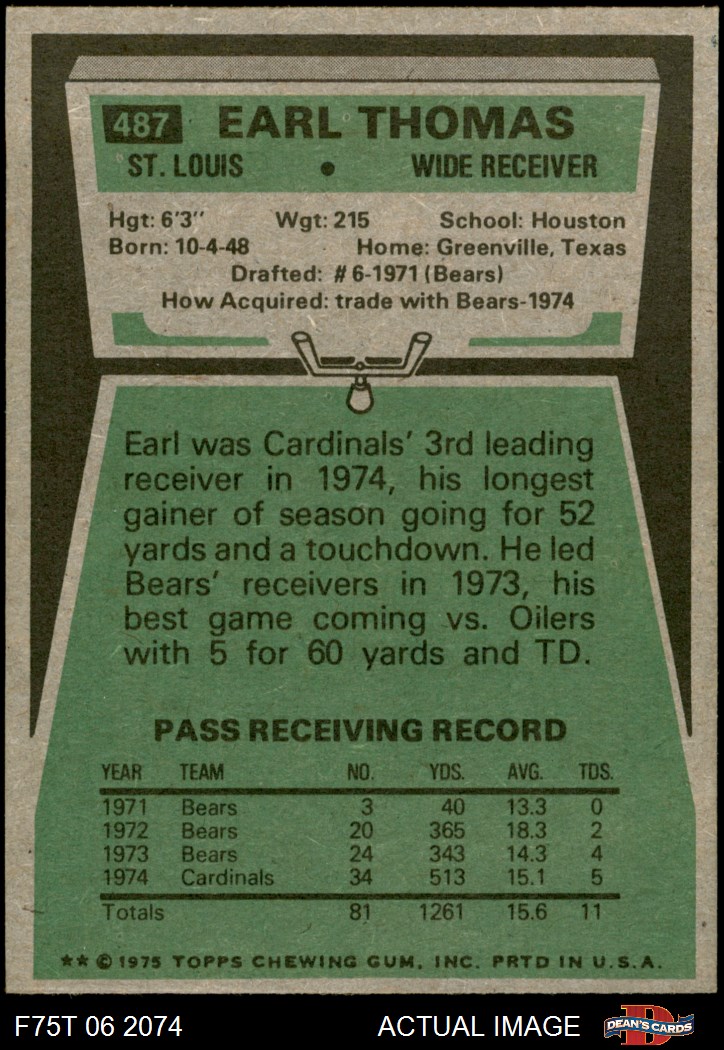 487 EARL THOMAS
ST. LOUIS • WIDE RECEIVER
Hgt: 6'3" Wgt: 215 School: Houston
Born: 10-4-48 Home: Greenville, Texas
Drafted: #6-1971 (Bears)
How Acquired: trade with Bears-1974
Earl was Cardinals' 3rd leading
receiver in 1974, his longest
gainer of season going for 52
yards and a touchdown. He led
Bears' receivers in 1973, his
best game coming vs. Oilers
with 5 for 60 yards and TD.
PASS RECEIVING RECORD
YEAR TEAM NO. YDS. AVG. TDS.
1971 Bears 3 40 13.3 0
1972 Bears 20 365 18.3 2
1973 Bears 24 343 14.3 4
1974 Cardinals 34 513 15.1 5
Totals 81 1261 15.6 11
** © 1975 TOPPS CHEWING GUM, INC. PRTD IN U.S.A.
F75T 06 2074 ACTUAL IMAGE D DEAN'S CARDS